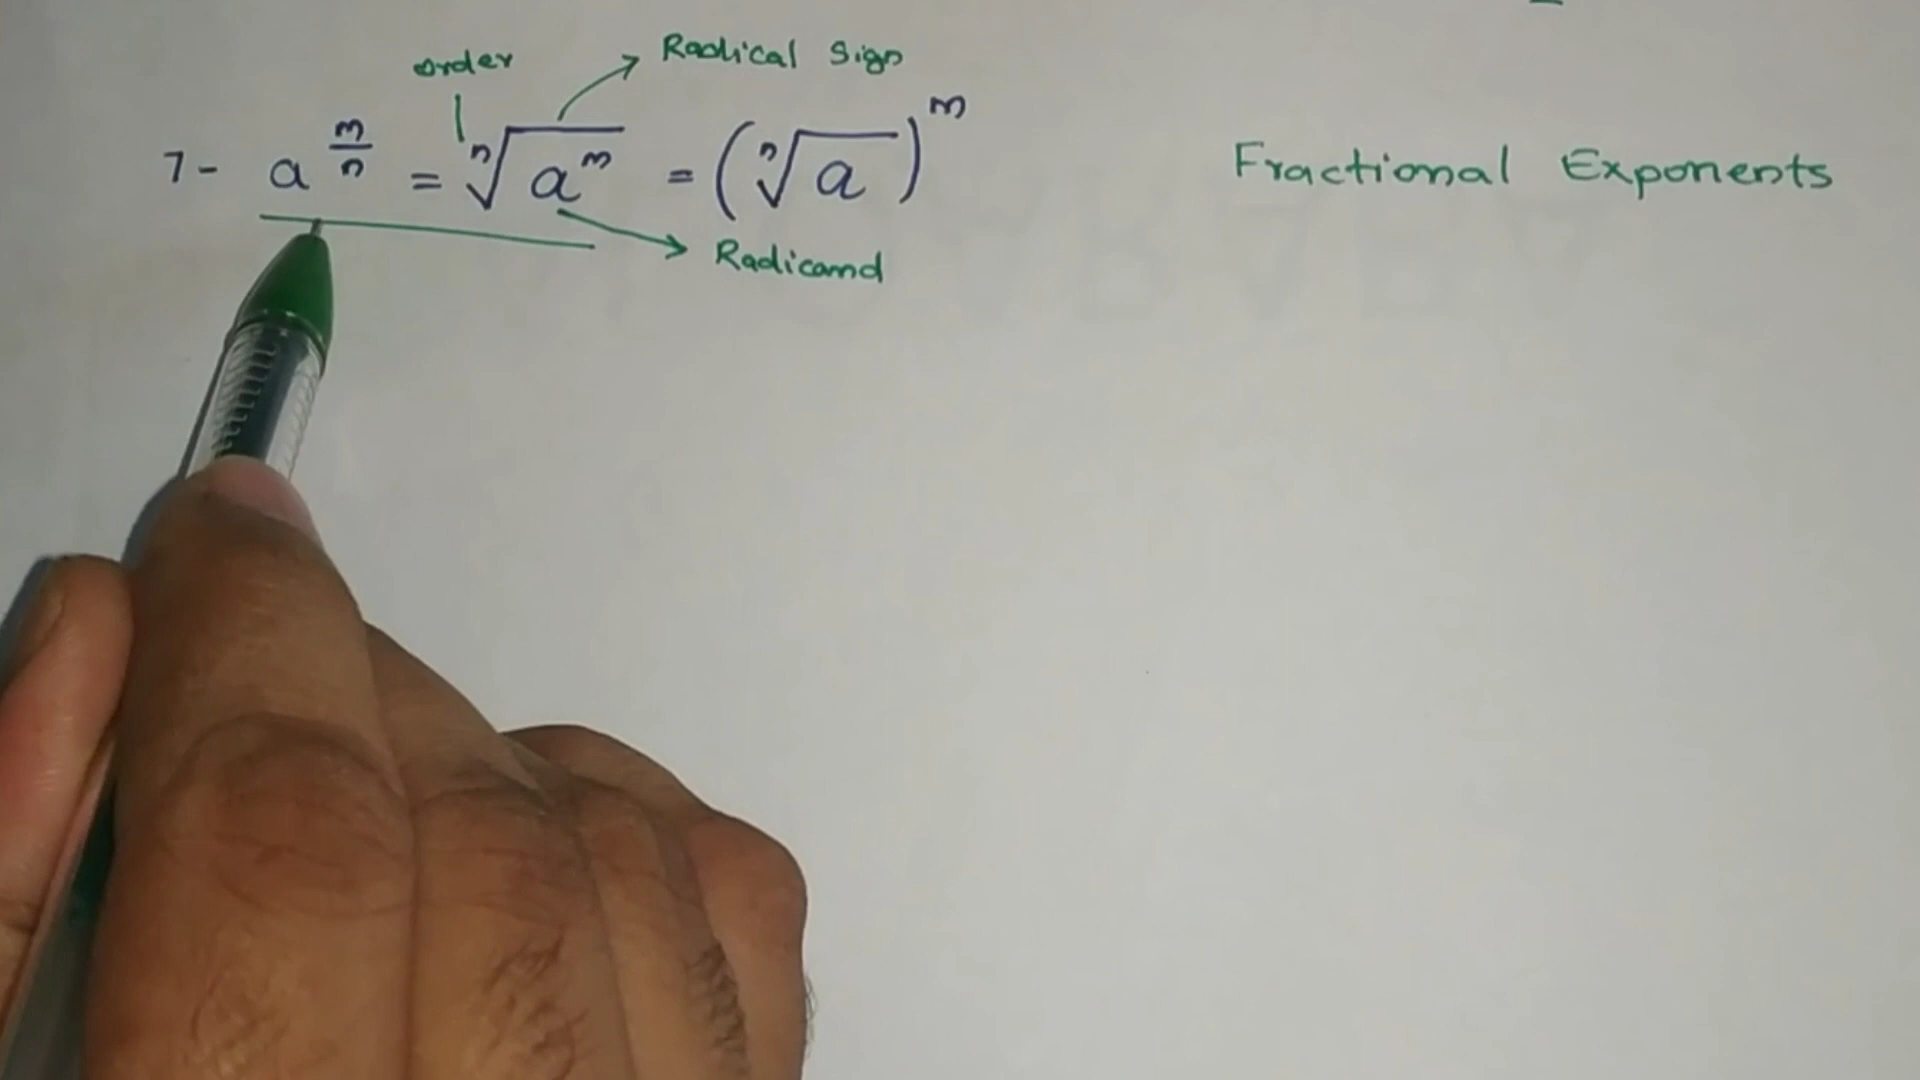 order Radical Sign
7- a^(m/n) = ⁿ√(a^m) = (ⁿ√a)^m Fractional Exponents
Radicand